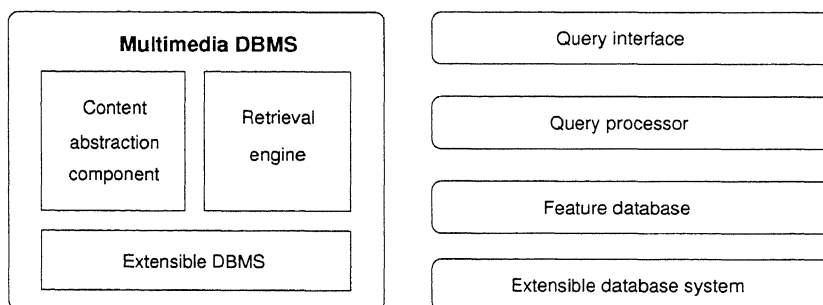 Multimedia DBMS
Content
abstraction
component
Retrieval
engine
Extensible DBMS
Query interface
Query processor
Feature database
Extensible database system